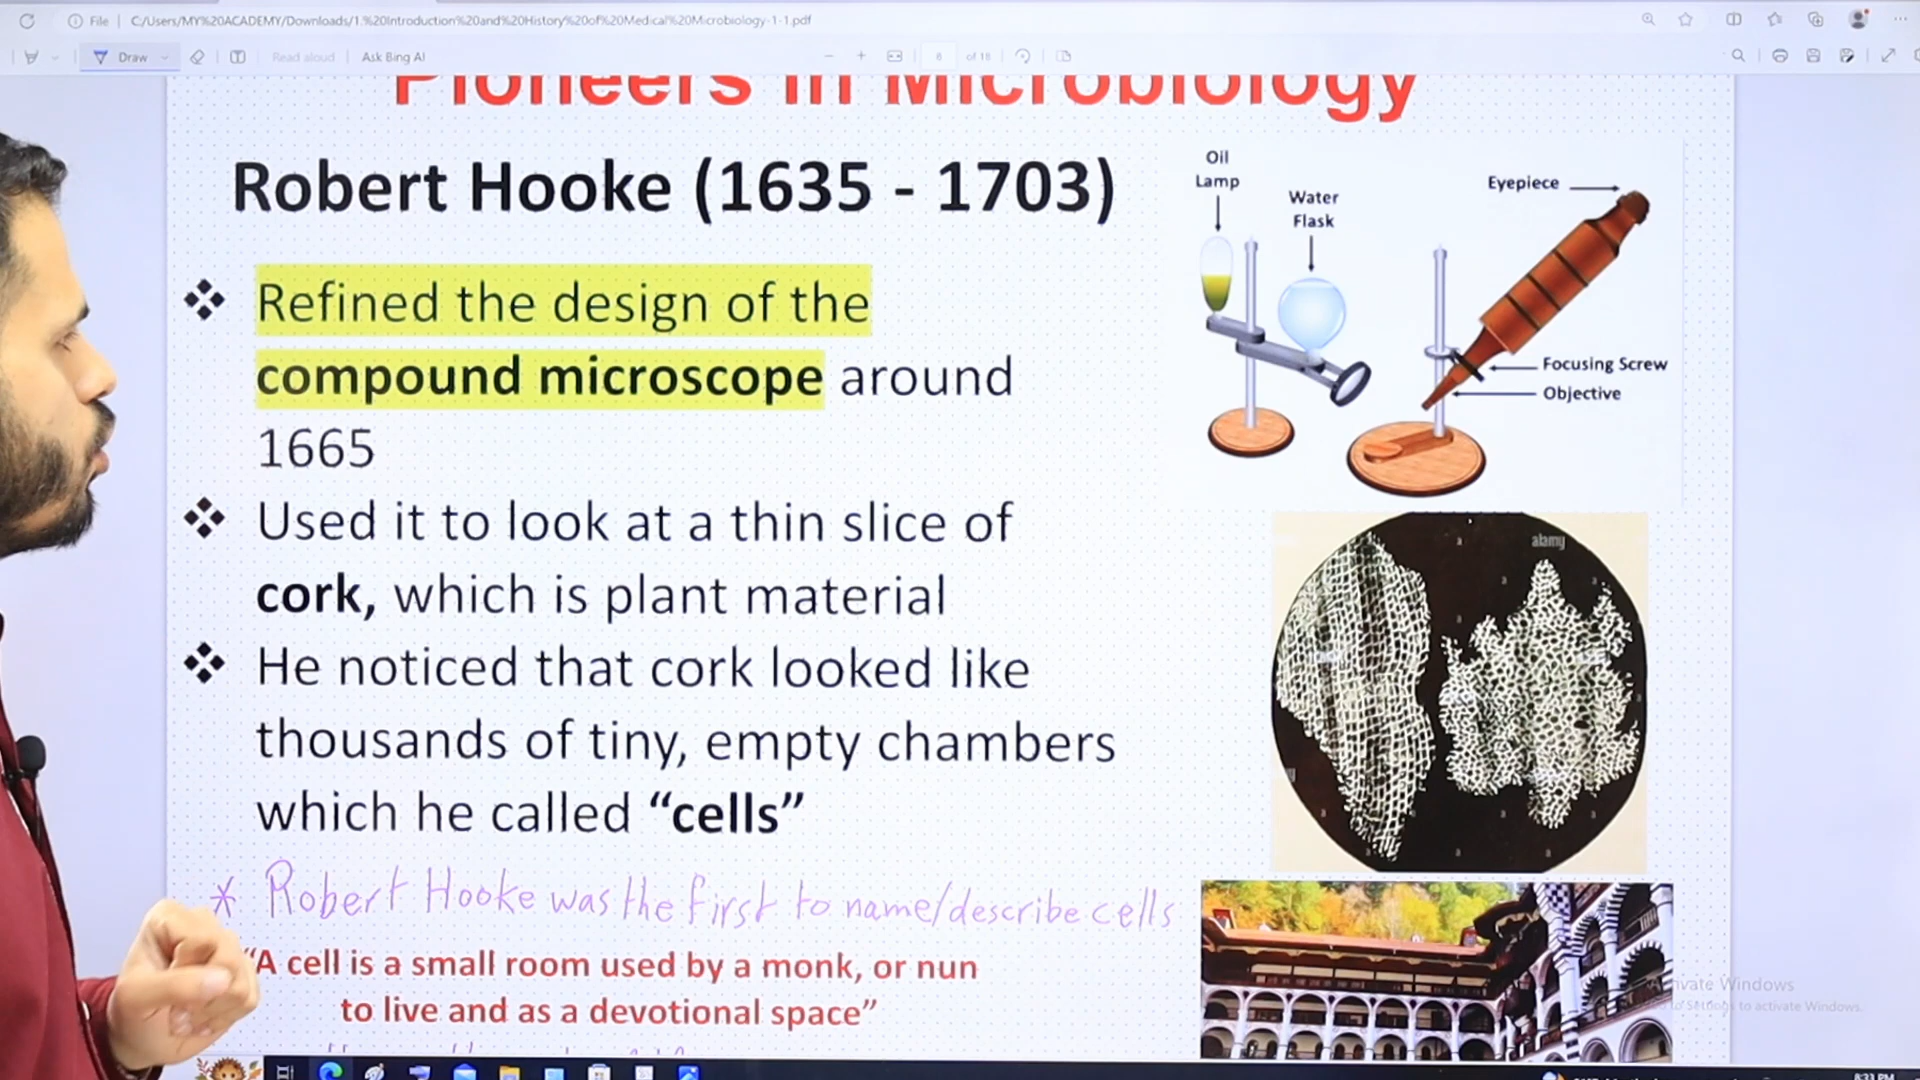 File C:/Users/MY%20ACADEMY/Downloads/1.%20Introduction%20and%20History%20of%20Medical%20Microbiology-1-1.pdf
Draw Read aloud Ask Bing AI 8 of 18
Pioneers in Microbiology
Robert Hooke (1635 - 1703)
Refined the design of the
compound microscope around
1665
Used it to look at a thin slice of
cork, which is plant material
He noticed that cork looked like
thousands of tiny, empty chambers
which he called “cells”
* Robert Hooke was the first to name/describe cells
“A cell is a small room used by a monk, or nun
to live and as a devotional space”
Oil
Lamp
Water
Flask
Eyepiece
Focusing Screw
Objective
alamy
Activate Windows
to Settings to activate Windows.
8:33 PM